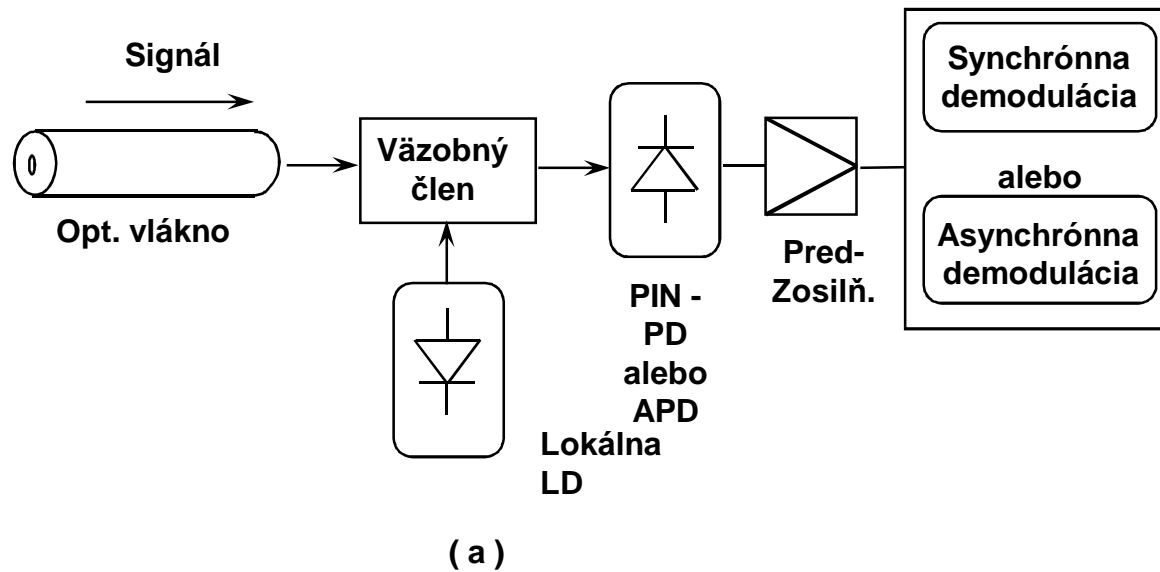 Signál
Opt. vlákno
Väzobný
člen
Lokálna
LD
PIN -
PD
alebo
APD
Pred-
Zosilň.
Synchrónna
demodulácia
alebo
Asynchrónna
demodulácia
( a )